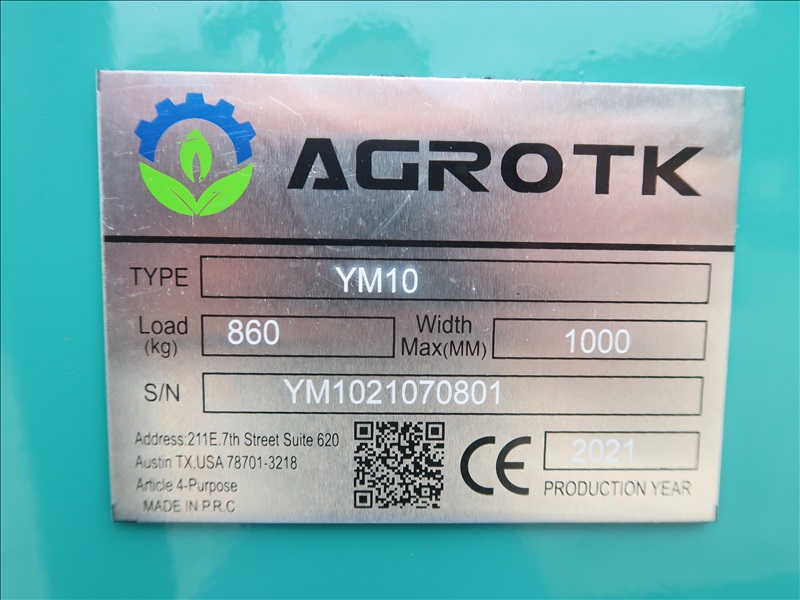 AGROTK
TYPE YM10
Load (kg) 860 Width Max(MM) 1000
S/N YM1021070801
Address:211E.7th Street Suite 620
Austin TX,USA 78701-3218
Article 4-Purpose
MADE IN P.R.C
CE 2021
PRODUCTION YEAR